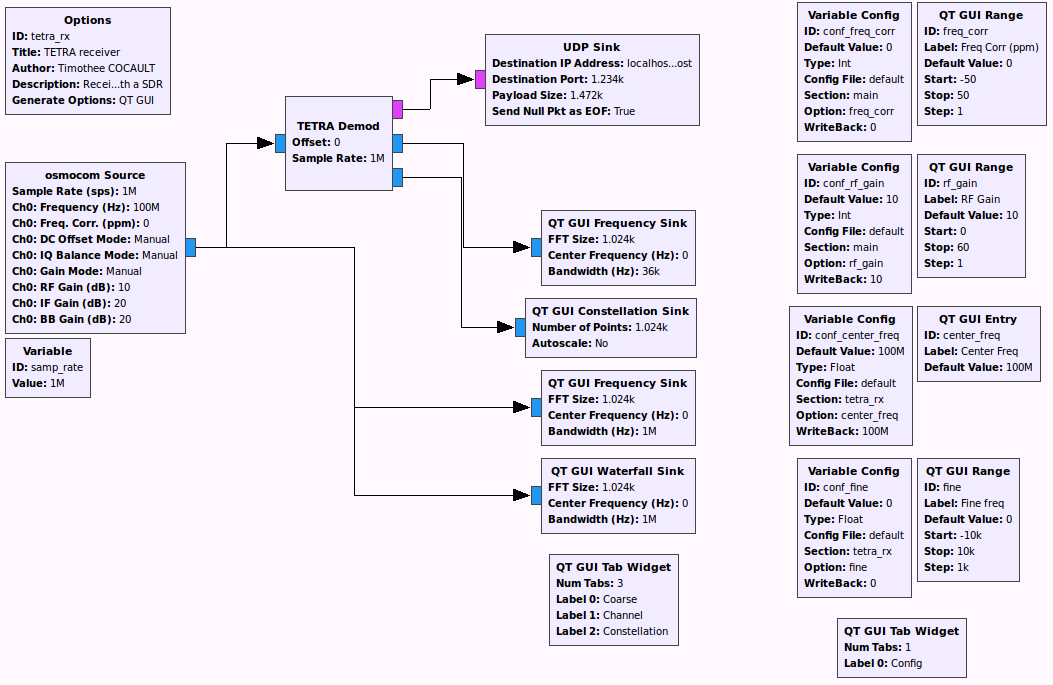 Options
ID: tetra_rx
Title: TETRA receiver
Author: Timothee COCAULT
Description: Recei...th a SDR
Generate Options: QT GUI
osmocom Source
Sample Rate (sps): 1M
Ch0: Frequency (Hz): 100M
Ch0: Freq. Corr. (ppm): 0
Ch0: DC Offset Mode: Manual
Ch0: IQ Balance Mode: Manual
Ch0: Gain Mode: Manual
Ch0: RF Gain (dB): 10
Ch0: IF Gain (dB): 20
Ch0: BB Gain (dB): 20
Variable
ID: samp_rate
Value: 1M
TETRA Demod
Offset: 0
Sample Rate: 1M
UDP Sink
Destination IP Address: localhos...ost
Destination Port: 1.234k
Payload Size: 1.472k
Send Null Pkt as EOF: True
QT GUI Frequency Sink
FFT Size: 1.024k
Center Frequency (Hz): 0
Bandwidth (Hz): 36k
QT GUI Constellation Sink
Number of Points: 1.024k
Autoscale: No
QT GUI Frequency Sink
FFT Size: 1.024k
Center Frequency (Hz): 0
Bandwidth (Hz): 1M
QT GUI Waterfall Sink
FFT Size: 1.024k
Center Frequency (Hz): 0
Bandwidth (Hz): 1M
QT GUI Tab Widget
Num Tabs: 3
Label 0: Coarse
Label 1: Channel
Label 2: Constellation
Variable Config
ID: conf_freq_corr
Default Value: 0
Type: Int
Config File: default
Section: main
Option: freq_corr
WriteBack: 0
QT GUI Range
ID: freq_corr
Label: Freq Corr (ppm)
Default Value: 0
Start: -50
Stop: 50
Step: 1
Variable Config
ID: conf_rf_gain
Default Value: 10
Type: Int
Config File: default
Section: main
Option: rf_gain
WriteBack: 10
QT GUI Range
ID: rf_gain
Label: RF Gain
Default Value: 10
Start: 0
Stop: 60
Step: 1
Variable Config
ID: conf_center_freq
Default Value: 100M
Type: Float
Config File: default
Section: tetra_rx
Option: center_freq
WriteBack: 100M
QT GUI Entry
ID: center_freq
Label: Center Freq
Default Value: 100M
Variable Config
ID: conf_fine
Default Value: 0
Type: Float
Config File: default
Section: tetra_rx
Option: fine
WriteBack: 0
QT GUI Range
ID: fine
Label: Fine freq
Default Value: 0
Start: -10k
Stop: 10k
Step: 1k
QT GUI Tab Widget
Num Tabs: 1
Label 0: Config